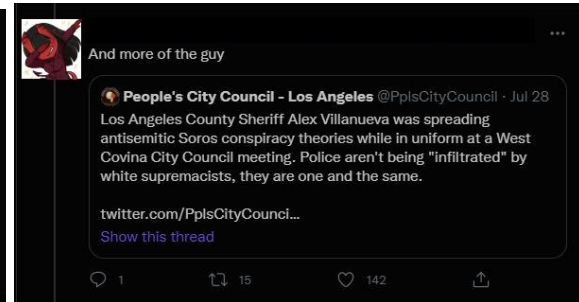 And more of the guy
People's City Council - Los Angeles @PplsCityCouncil · Jul 28
Los Angeles County Sheriff Alex Villanueva was spreading
antisemitic Soros conspiracy theories while in uniform at a West
Covina City Council meeting. Police aren't being "infiltrated" by
white supremacists, they are one and the same.
twitter.com/PplsCityCounci...
Show this thread
1 15 142